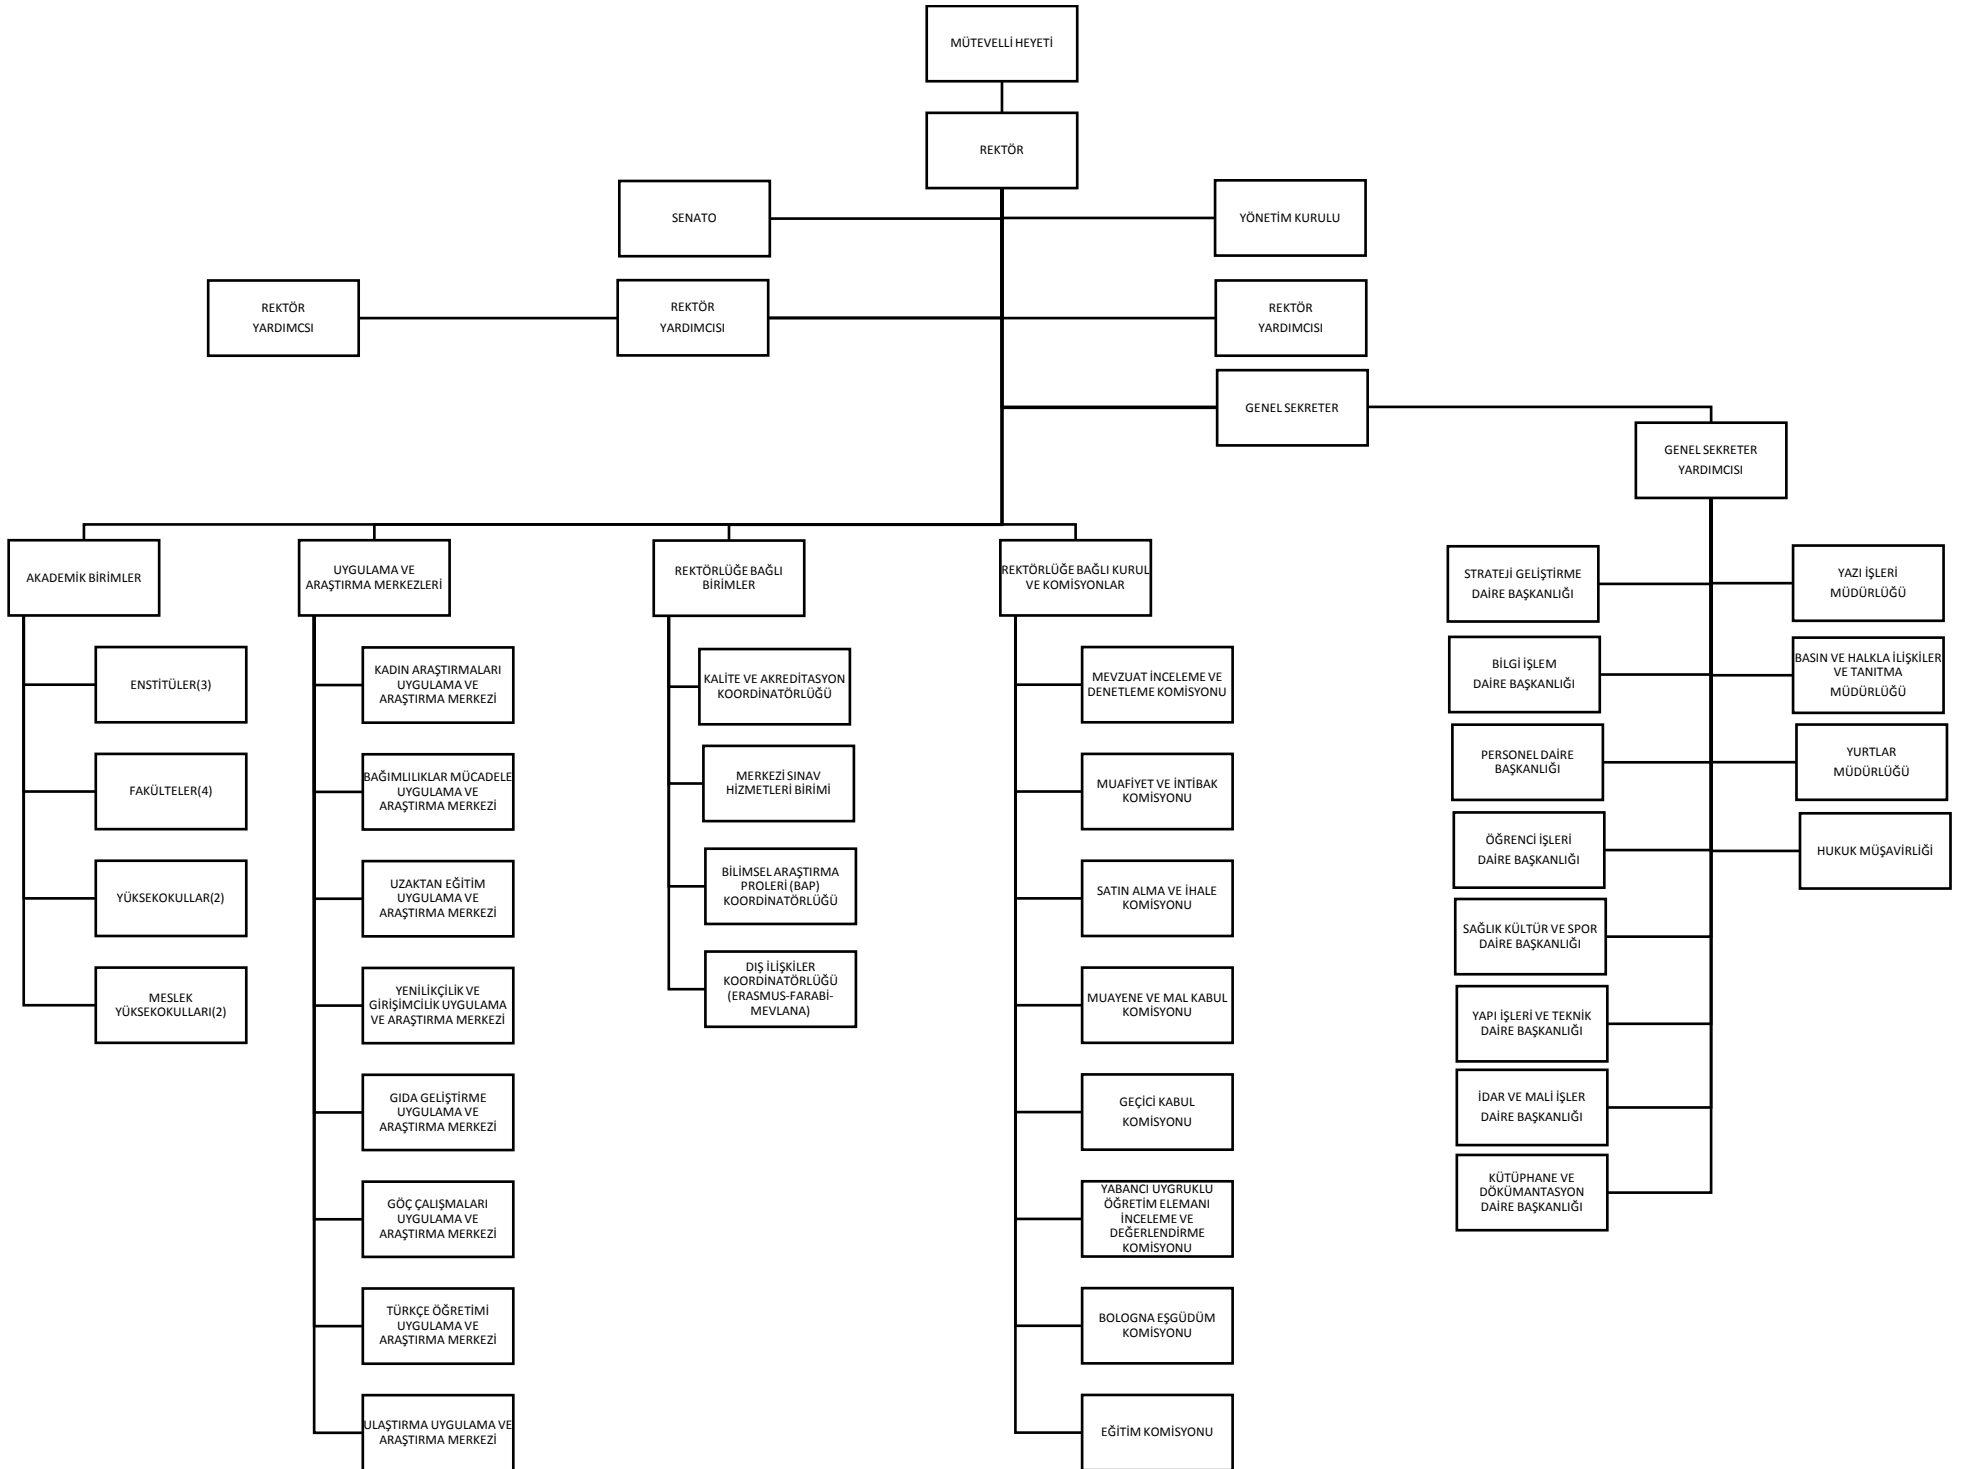 MÜTEVELLİ HEYETİ
REKTÖR
SENATO
YÖNETİM KURULU
REKTÖR
YARDIMCSI
REKTÖR
YARDIMCISI
REKTÖR
YARDIMCISI
GENEL SEKRETER
GENEL SEKRETER
YARDIMCISI
AKADEMİK BİRİMLER
ENSTİTÜLER(3)
FAKÜLTELER(4)
YÜKSEKOKULLAR(2)
MESLEK
YÜKSEKOKULLARI(2)
UYGULAMA VE
ARAŞTIRMA MERKEZLERİ
KADIN ARAŞTIRMALARI
UYGULAMA VE
ARAŞTIRMA MERKEZİ
BAĞIMLILIKLAR MÜCADELE
UYGULAMA VE
ARAŞTIRMA MERKEZİ
UZAKTAN EĞİTİM
UYGULAMA VE
ARAŞTIRMA MERKEZİ
YENİLİKÇİLİK VE
GİRİŞİMCİLİK UYGULAMA
VE ARAŞTIRMA MERKEZİ
GIDA GELİŞTİRME
UYGULAMA VE
ARAŞTIRMA MERKEZİ
GÖÇ ÇALIŞMALARI
UYGULAMA VE
ARAŞTIRMA MERKEZİ
TÜRKÇE ÖĞRETİMİ
UYGULAMA VE
ARAŞTIRMA MERKEZİ
ULAŞTIRMA UYGULAMA VE
ARAŞTIRMA MERKEZİ
REKTÖRLÜĞE BAĞLI
BİRİMLER
KALİTE VE AKREDİTASYON
KOORDİNATÖRLÜĞÜ
MERKEZİ SINAV
HİZMETLERİ BİRİMİ
BİLİMSEL ARAŞTIRMA
PROLERİ (BAP)
KOORDİNATÖRLÜĞÜ
DIŞ İLİŞKİLER
KOORDİNATÖRLÜĞÜ
(ERASMUS-FARABİ-
MEVLANA)
REKTÖRLÜĞE BAĞLI KURUL
VE KOMİSYONLAR
MEVZUAT İNCELEME VE
DENETLEME KOMİSYONU
MUAFİYET VE İNTİBAK
KOMİSYONU
SATIN ALMA VE İHALE
KOMİSYONU
MUAYENE VE MAL KABUL
KOMİSYONU
GEÇİCİ KABUL
KOMİSYONU
YABANCI UYGRUKLU
ÖĞRETİM ELEMANI
İNCELEME VE
DEĞERLENDİRME
KOMİSYONU
BOLOGNA EŞGÜDÜM
KOMİSYONU
EĞİTİM KOMİSYONU
STRATEJİ GELİŞTİRME
DAİRE BAŞKANLIĞI
BİLGİ İŞLEM
DAİRE BAŞKANLIĞI
PERSONEL DAİRE
BAŞKANLIĞI
ÖĞRENCİ İŞLERİ
DAİRE BAŞKANLIĞI
SAĞLIK KÜLTÜR VE SPOR
DAİRE BAŞKANLIĞI
YAPI İŞLERİ VE TEKNİK
DAİRE BAŞKANLIĞI
İDAR VE MALİ İŞLER
DAİRE BAŞKANLIĞI
KÜTÜPHANE VE
DÖKÜMANTASYON
DAİRE BAŞKANLIĞI
YAZI İŞLERİ
MÜDÜRLÜĞÜ
BASIN VE HALKLA İLİŞKİLER
VE TANITMA
MÜDÜRLÜĞÜ
YURTLAR
MÜDÜRLÜĞÜ
HUKUK MÜŞAVİRLİĞİ